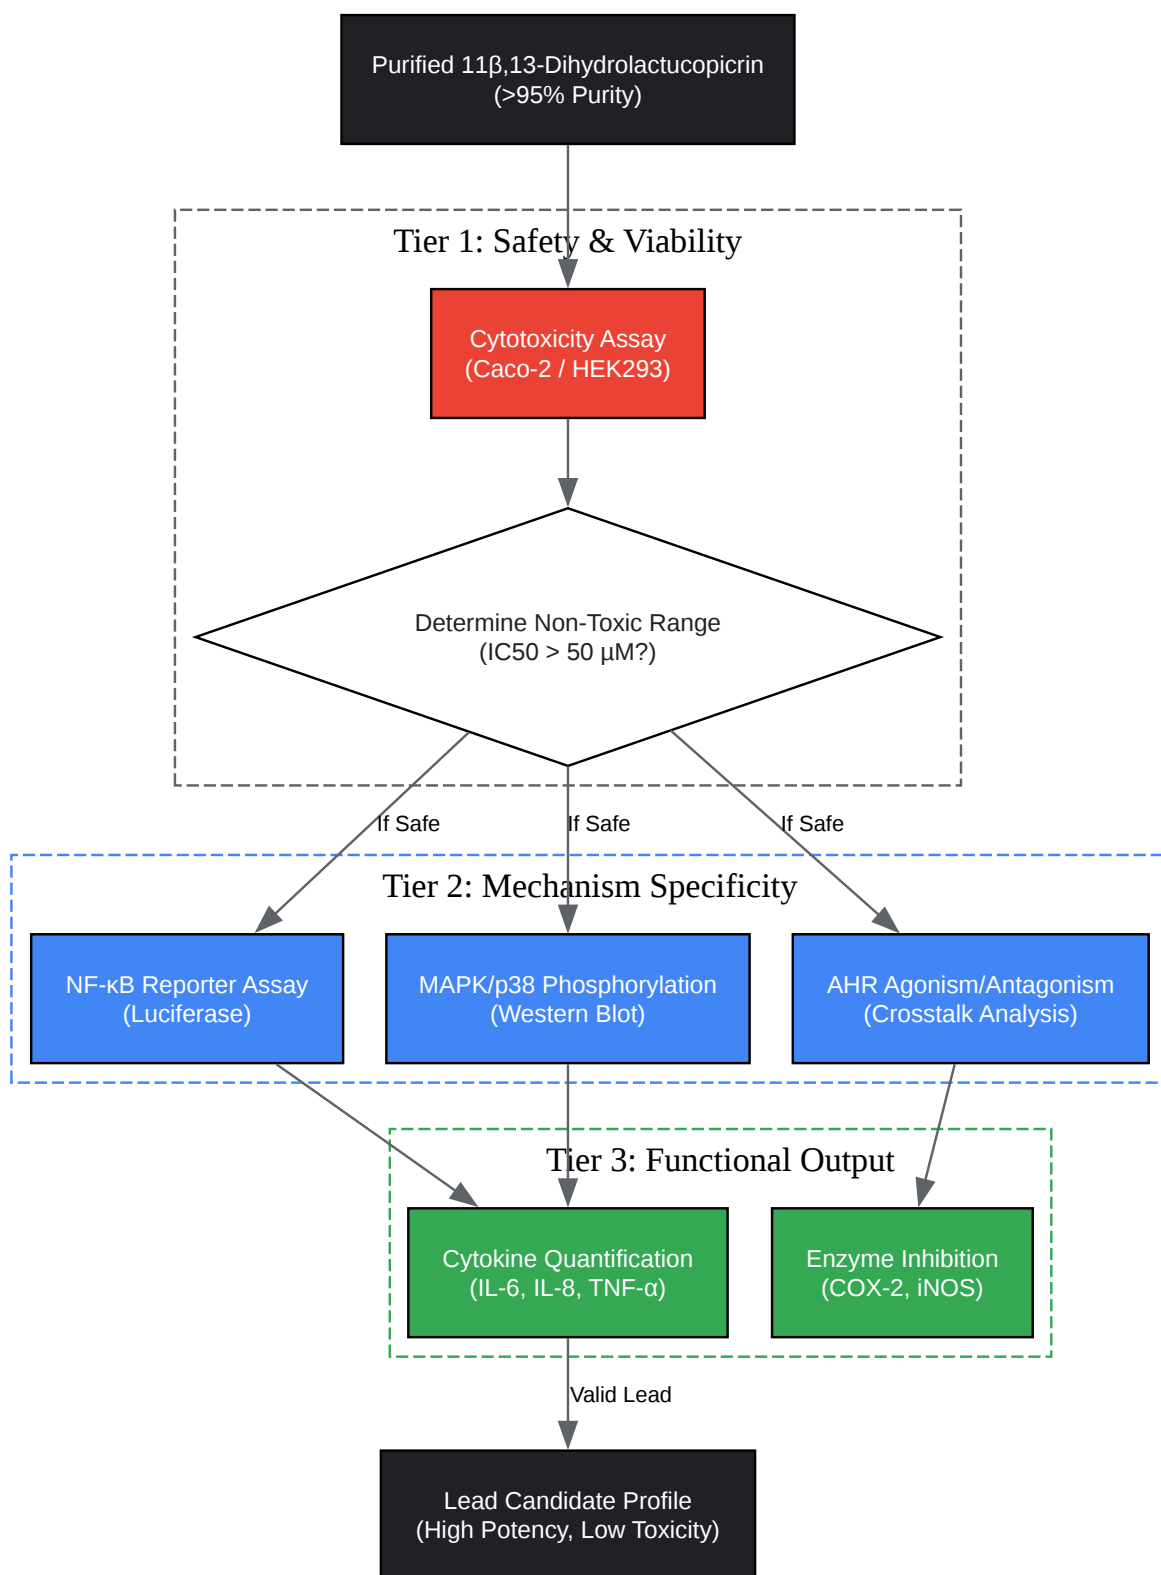 Purified 11β,13-Dihydrolactucopicrin
(>95% Purity)
Tier 1: Safety & Viability
Cytotoxicity Assay
(Caco-2 / HEK293)
Determine Non-Toxic Range
(IC50 > 50 µM?)
If Safe
If Safe
If Safe
Tier 2: Mechanism Specificity
NF-κB Reporter Assay
(Luciferase)
MAPK/p38 Phosphorylation
(Western Blot)
AHR Agonism/Antagonism
(Crosstalk Analysis)
Tier 3: Functional Output
Cytokine Quantification
(IL-6, IL-8, TNF-α)
Enzyme Inhibition
(COX-2, iNOS)
Valid Lead
Lead Candidate Profile
(High Potency, Low Toxicity)